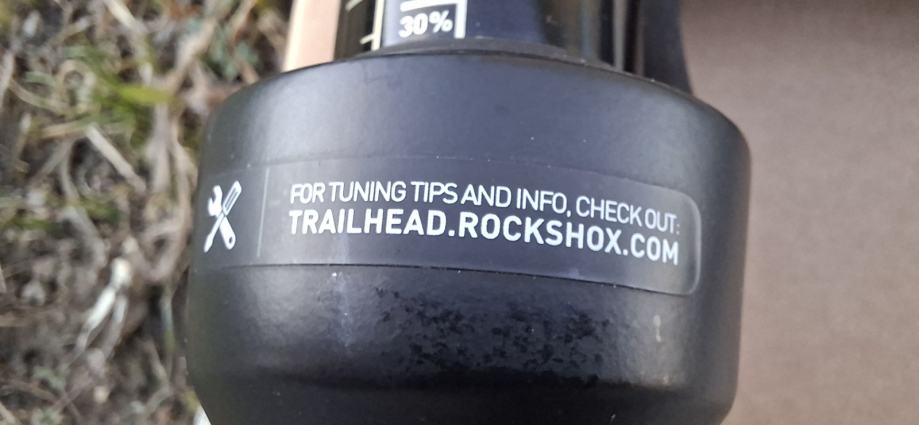 30%
FOR TUNING TIPS AND INFO, CHECK OUT:
TRAILHEAD.ROCKSHOX.COM